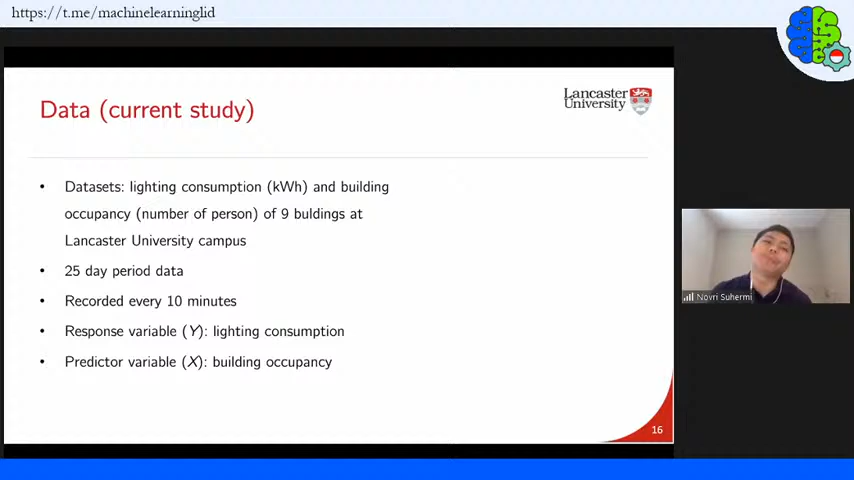 https://t.me/machinelearninglid
Data (current study)
Lancaster
University
• Datasets: lighting consumption (kWh) and building
occupancy (number of person) of 9 buldings at
Lancaster University campus
• 25 day period data
• Recorded every 10 minutes
• Response variable (Y): lighting consumption
• Predictor variable (X): building occupancy
Novri Suhermi
16